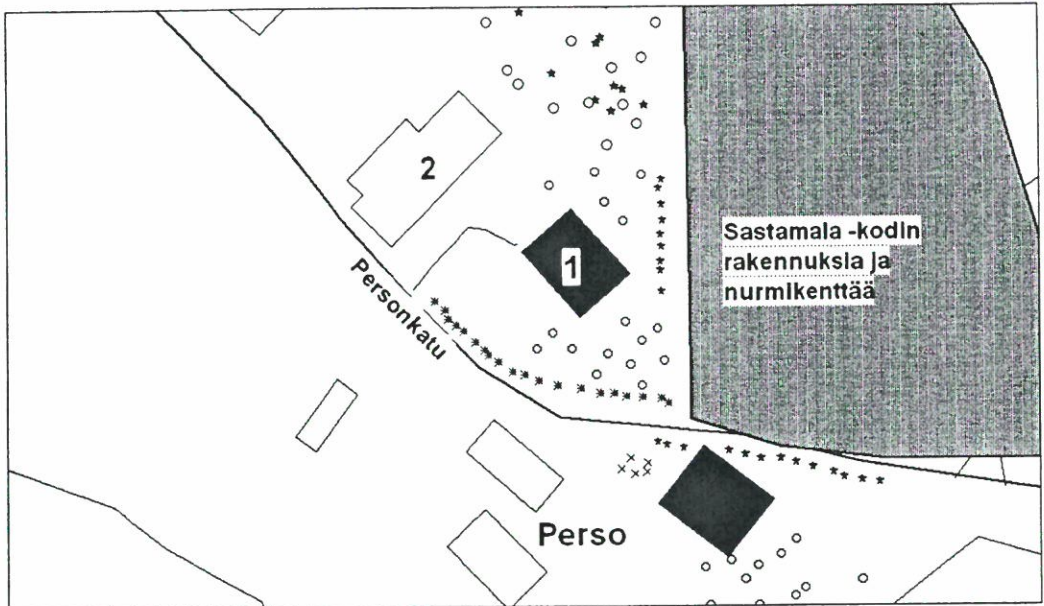 2
1
Sastamala -kodin
rakennuksia ja
nurmikenttää
Personkatu
Perso